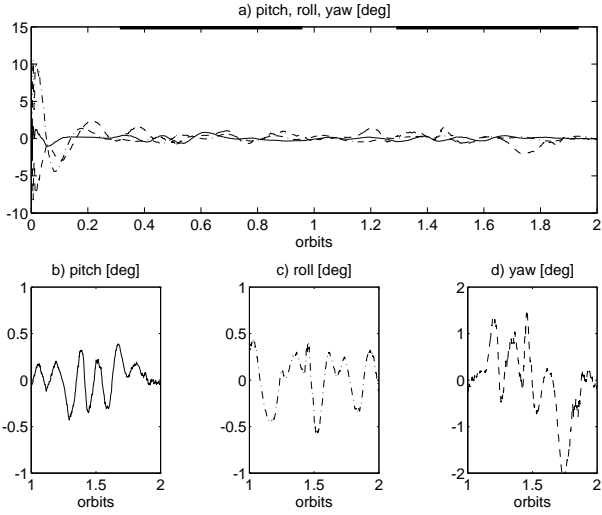 a) pitch, roll, yaw [deg]
15
10
5
0
-5
-10
0 0.2 0.4 0.6 0.8 1 1.2 1.4 1.6 1.8 2
orbits
b) pitch [deg] c) roll [deg] d) yaw [deg]
1 1 2
0.5 0.5 1
0 0 0
-0.5 -0.5 -1
-1 -1 -2
1 1.5 2 1 1.5 2 1 1.5 2
orbits orbits orbits